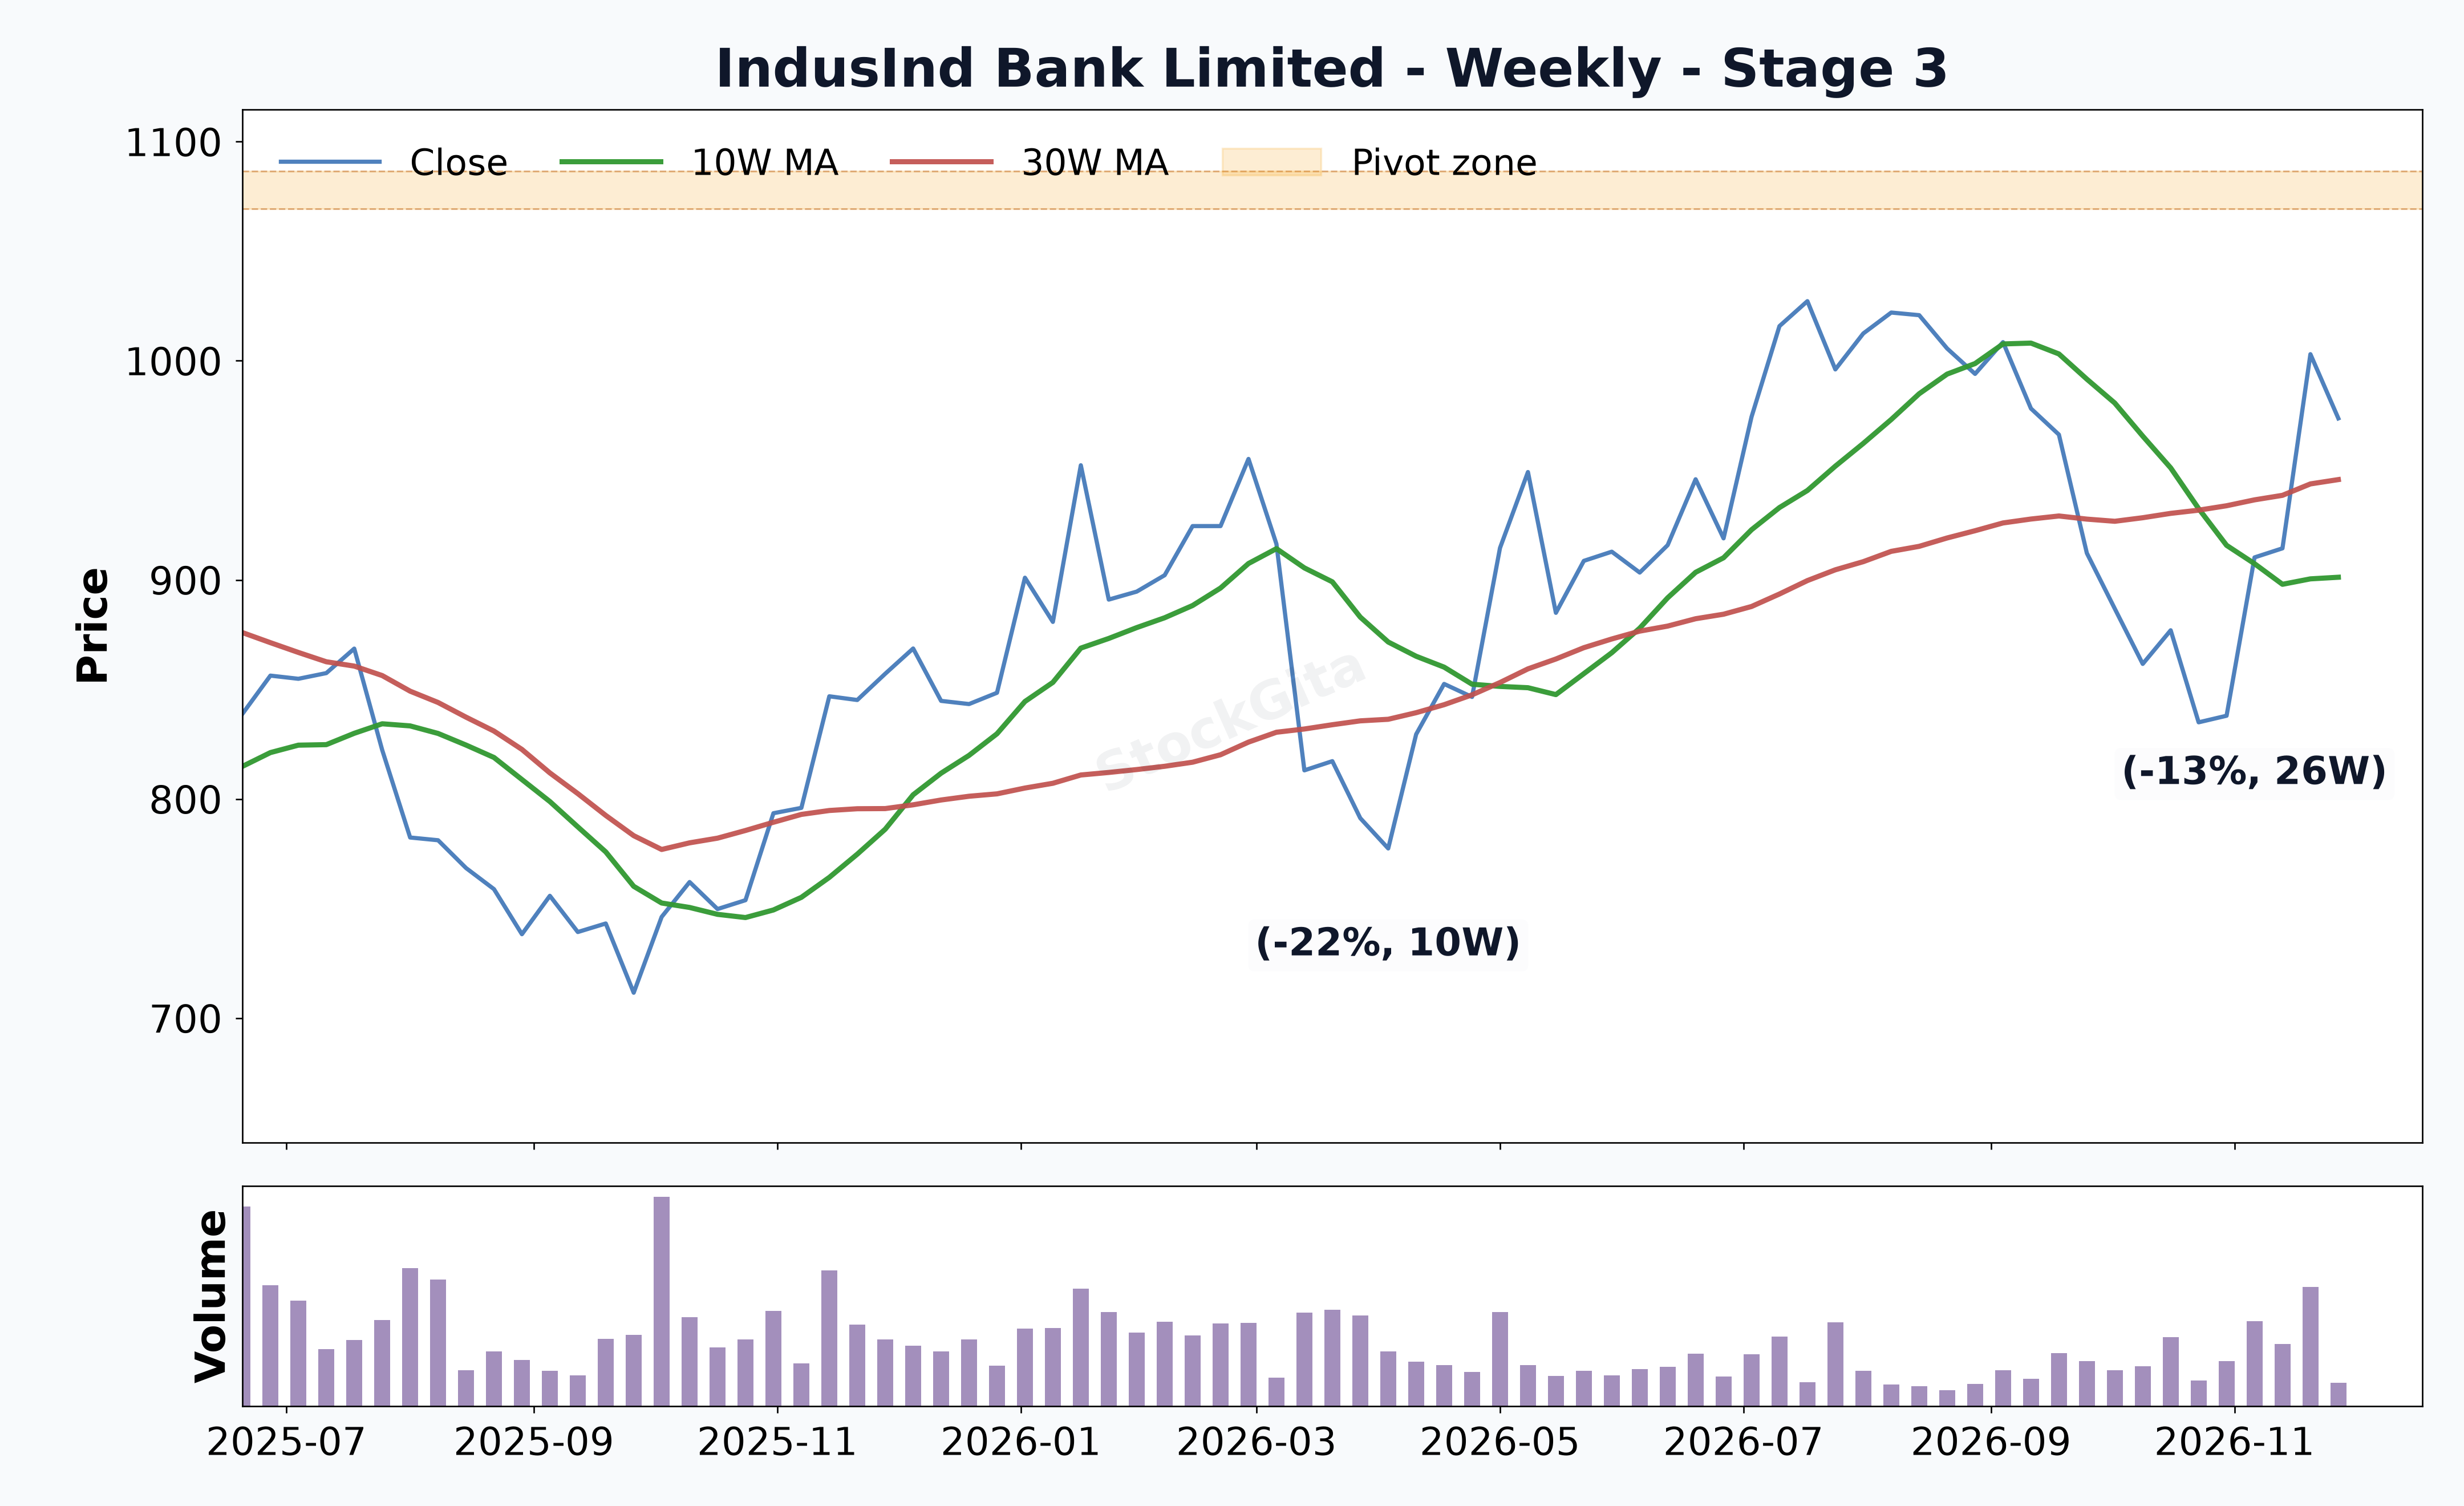 IndusInd Bank Limited - Weekly - Stage 3
Close 10W MA 30W MA Pivot zone
1100
1000
900
800
700
Price
StockGita
(-13%, 26W)
(-22%, 10W)
Volume
2025-07 2025-09 2025-11 2026-01 2026-03 2026-05 2026-07 2026-09 2026-11